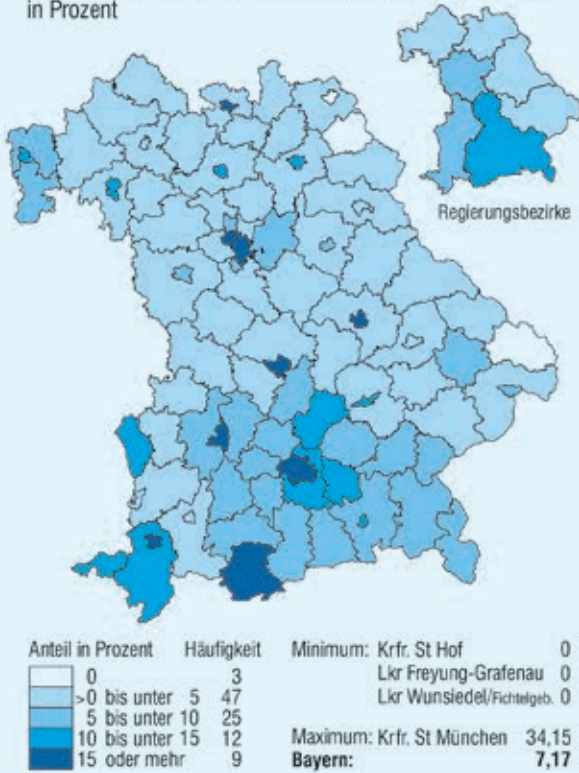 in Prozent
Regierungsbezirke
Anteil in Prozent Häufigkeit
0 3
>0 bis unter 5 47
5 bis unter 10 25
10 bis unter 15 12
15 oder mehr 9
Minimum: Krfr. St Hof 0
Lkr Freyung-Grafenau 0
Lkr Wunsiedel/Fichtelgeb. 0
Maximum: Krfr. St München 34,15
Bayern: 7,17